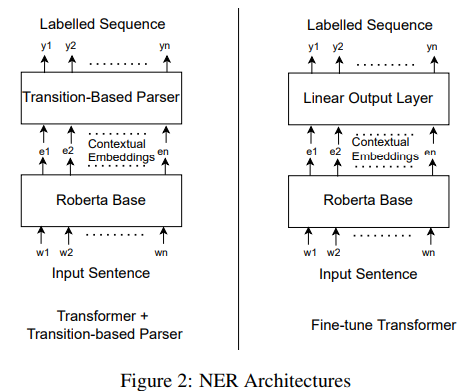 Labelled Sequence
y1 y2 yn
.........
Transition-Based Parser
.........
Contextual
e1 e2 Embeddings en
.........
Roberta Base
w1 w2 ......... wn
Input Sentence
Transformer +
Transition-based Parser
Labelled Sequence
y1 y2 yn
.........
Linear Output Layer
.........
Contextual
e1 e2 Embeddings en
.........
Roberta Base
w1 w2 ......... wn
Input Sentence
Fine-tune Transformer
Figure 2: NER Architectures